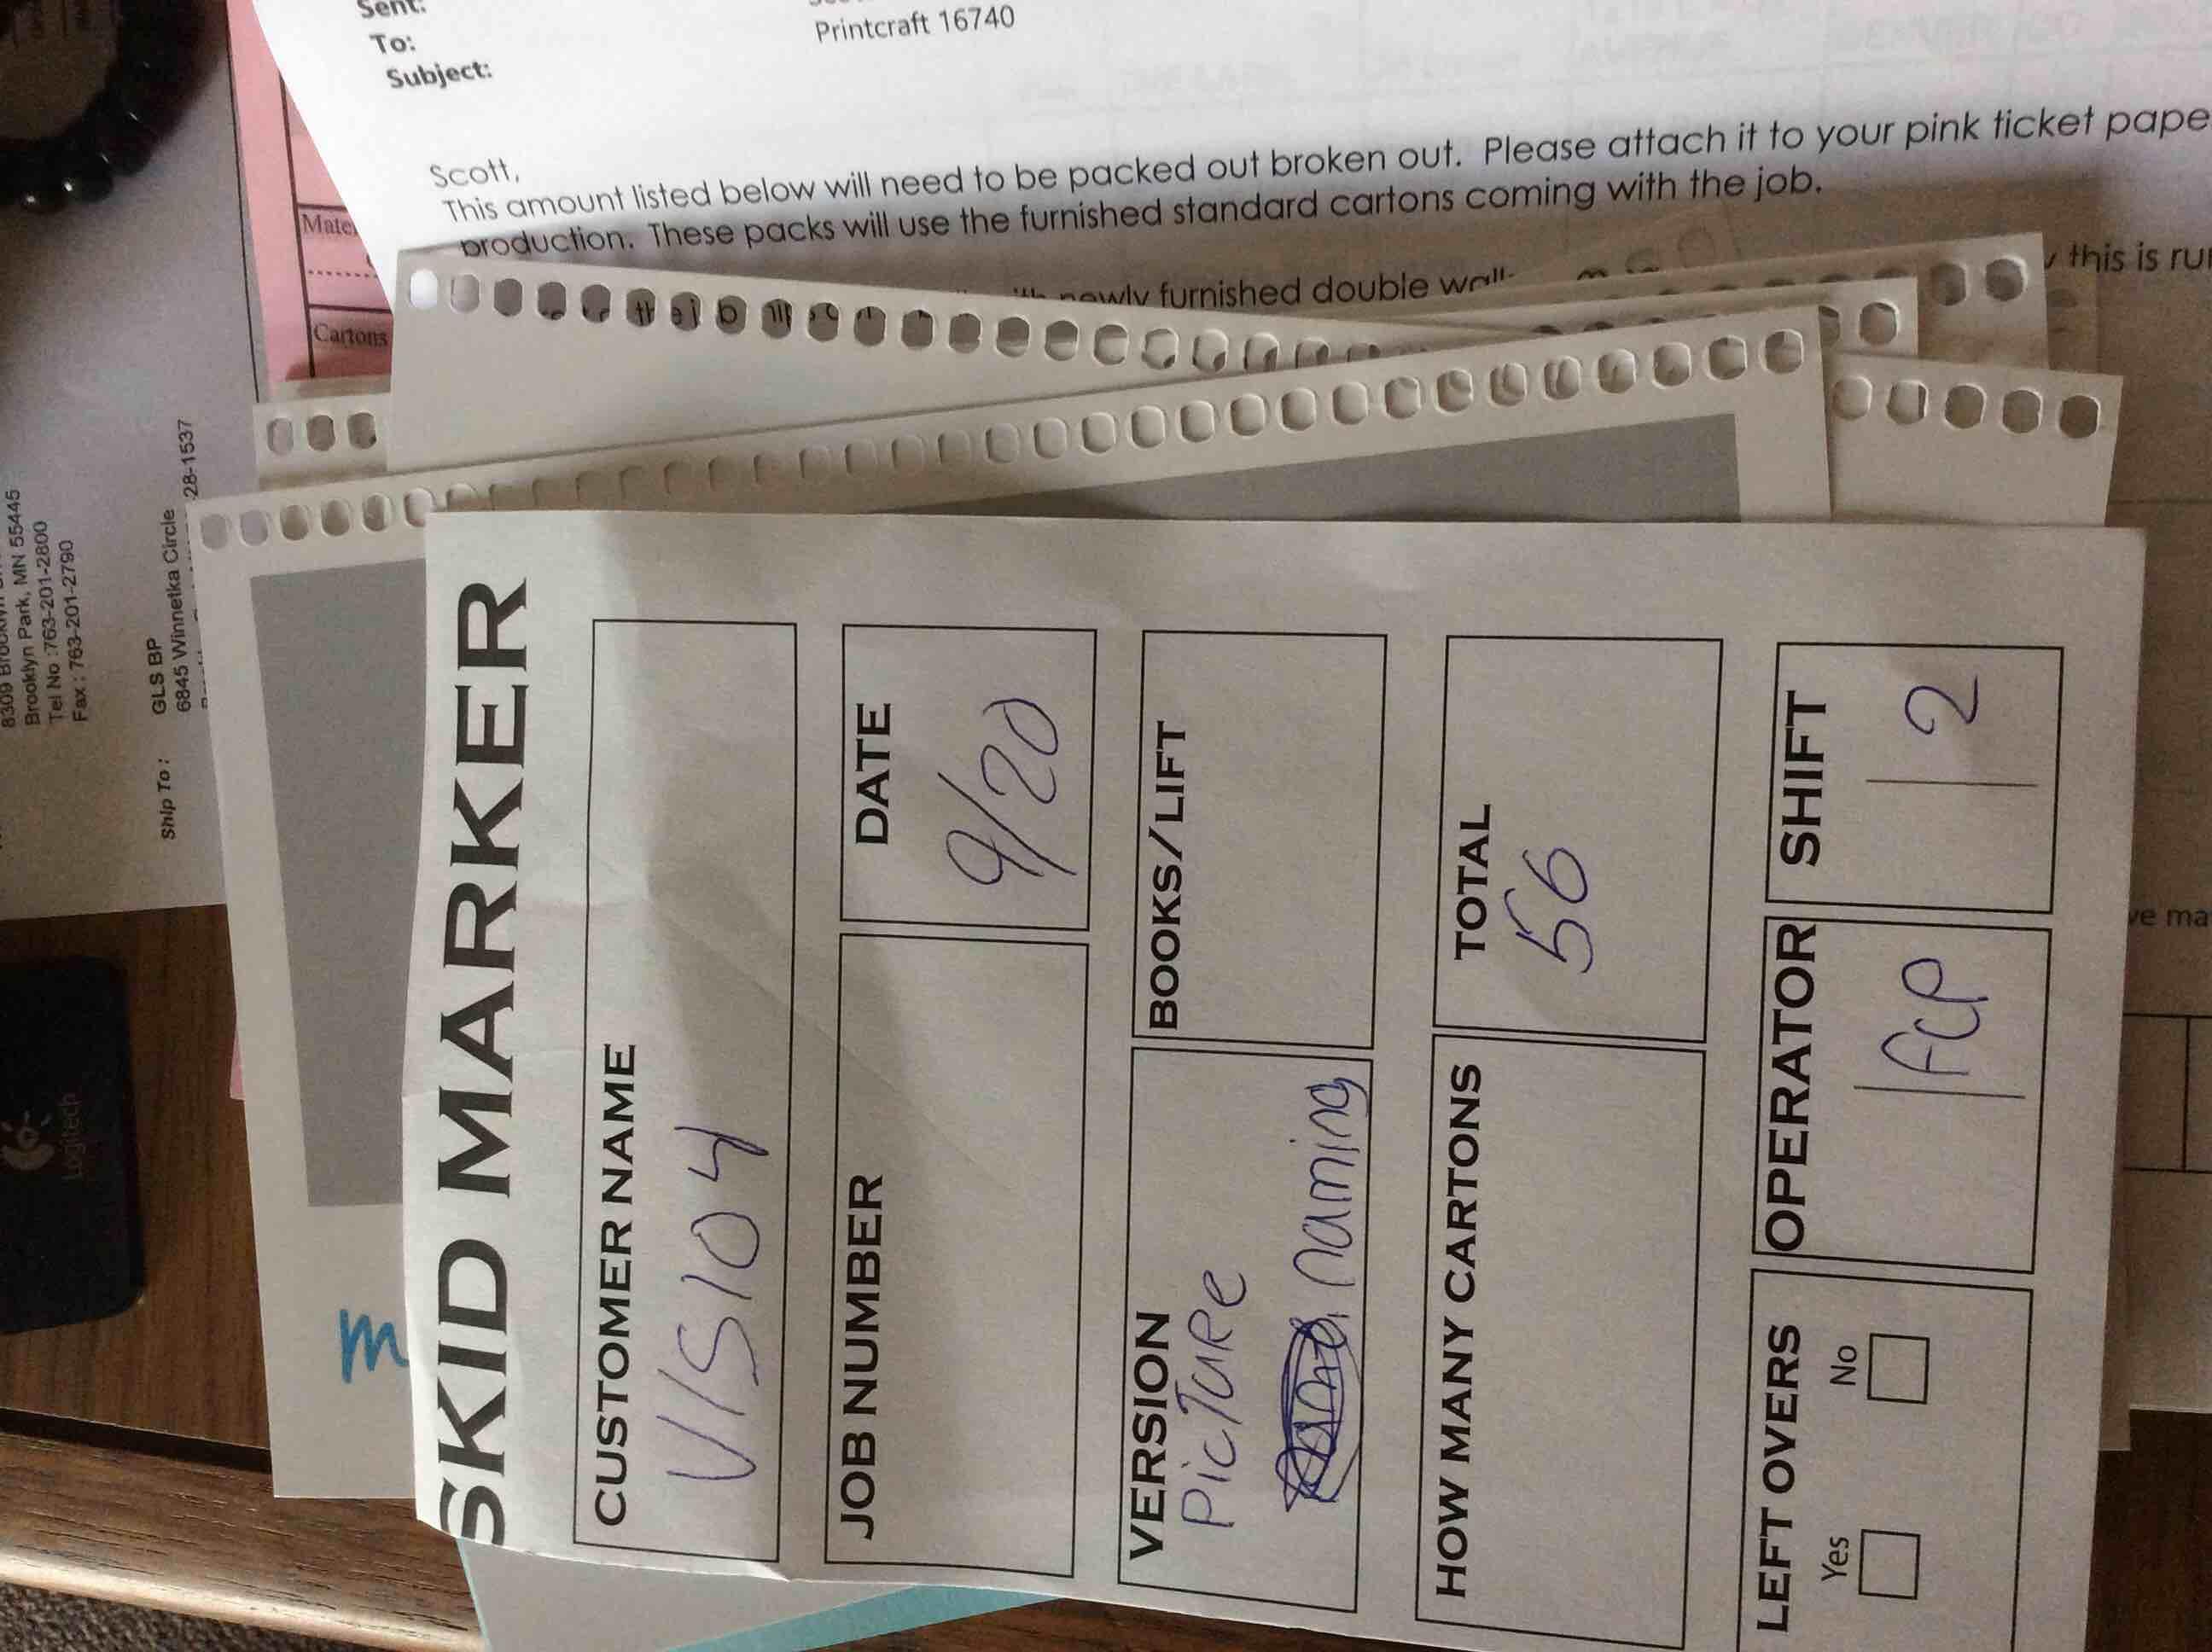 Sent:
To:
Printcraft 16740
Subject:
Scott,
This amount listed below will need to be packed out broken out. Please attach it to your pink ticket pape
production. These packs will use the furnished standard cartons coming with the job.
newly furnished double wall
this is ru
Cartons
Brooklyn Park, MN 55445
Tel No :763-201-2800
Fax : 763-201-2790
Ship To :
GLS BP
6845 Winnetka Circle
28-1537
Logitech
m
SKID MARKER
CUSTOMER NAME
VIS104
JOB NUMBER
DATE
9/20
VERSION
PicTuRe
naming
BOOKS/LIFT
HOW MANY CARTONS
TOTAL
56
LEFT OVERS
Yes
No
OPERATOR
SHIFT
2